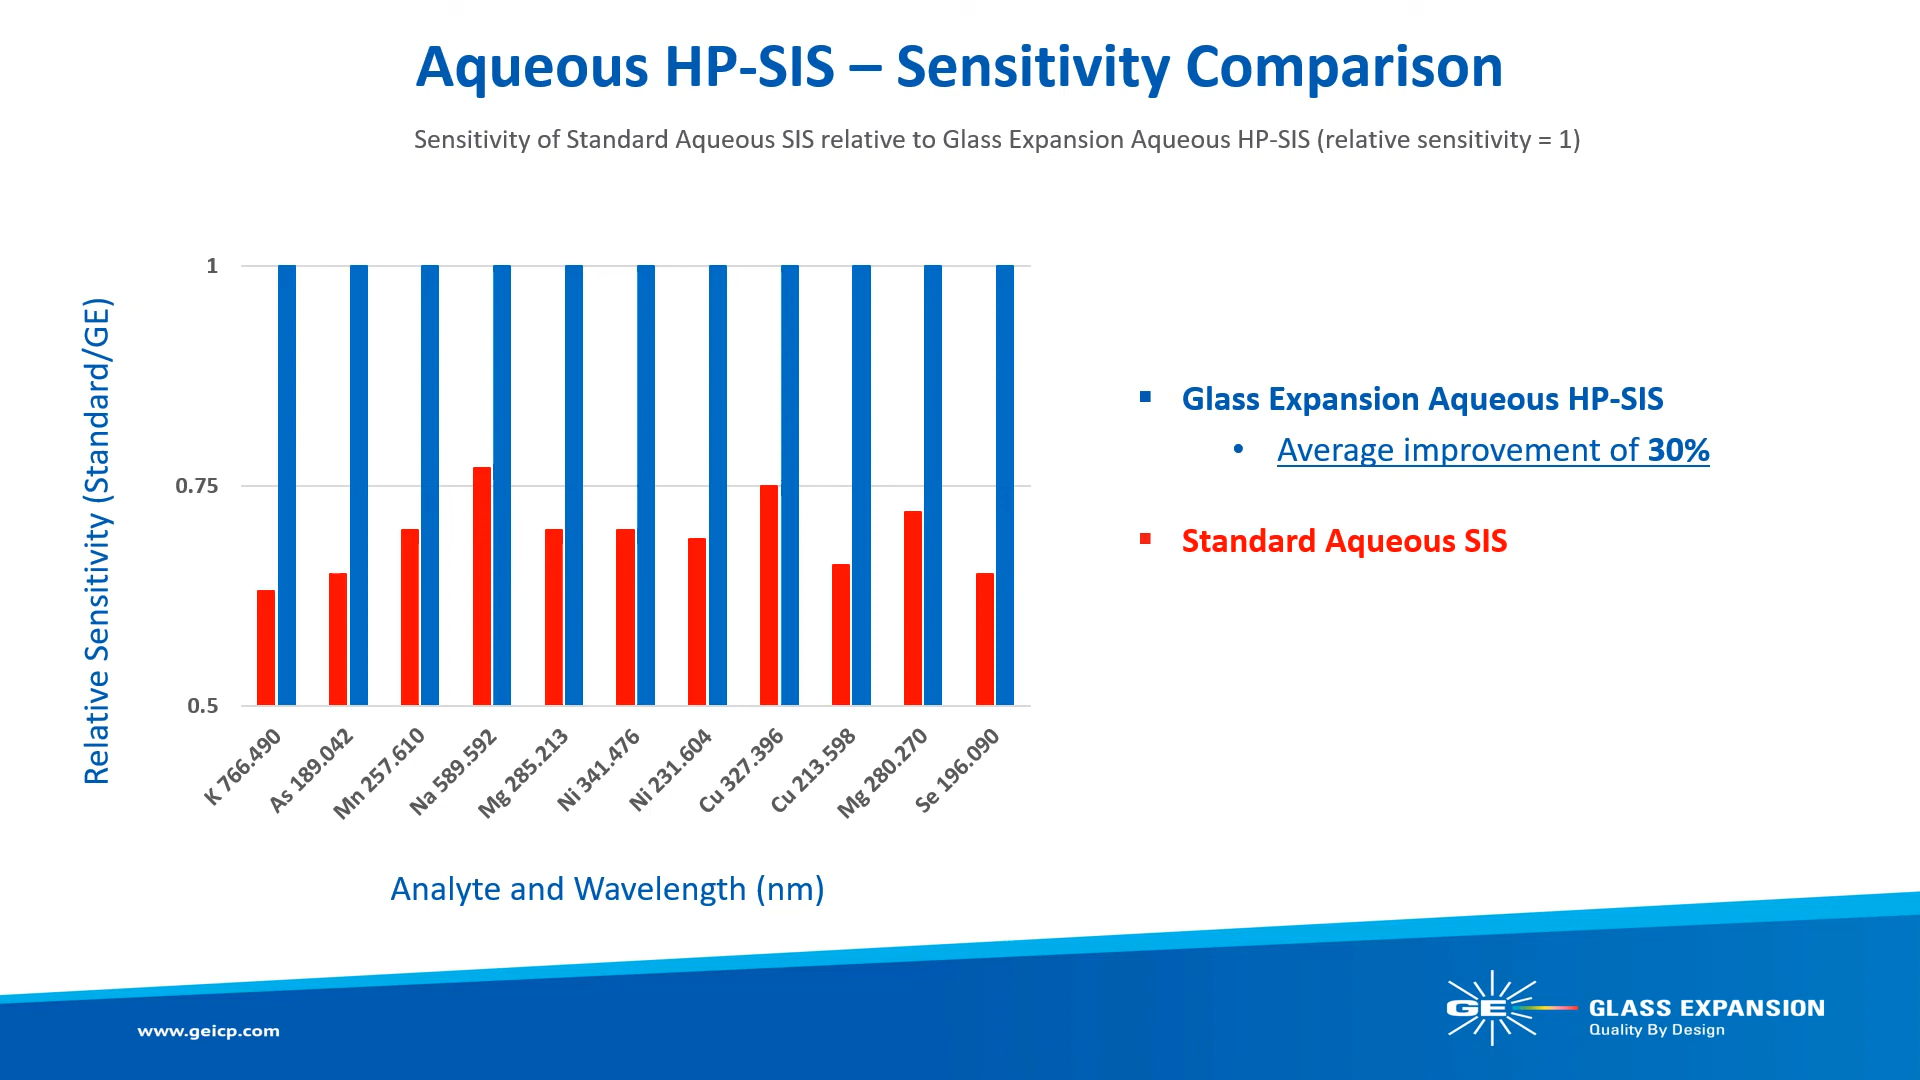 Aqueous HP-SIS – Sensitivity Comparison
Sensitivity of Standard Aqueous SIS relative to Glass Expansion Aqueous HP-SIS (relative sensitivity = 1)
Relative Sensitivity (Standard/GE)
1
0.75
0.5
K 766.490
As 189.042
Mn 257.610
Na 589.592
Mg 285.213
Ni 341.476
Ni 231.604
Cu 327.396
Cu 213.598
Mg 280.270
Se 196.090
Analyte and Wavelength (nm)
▪ Glass Expansion Aqueous HP-SIS
• Average improvement of 30%
▪ Standard Aqueous SIS
www.geicp.com
GE
GLASS EXPANSION
Quality By Design